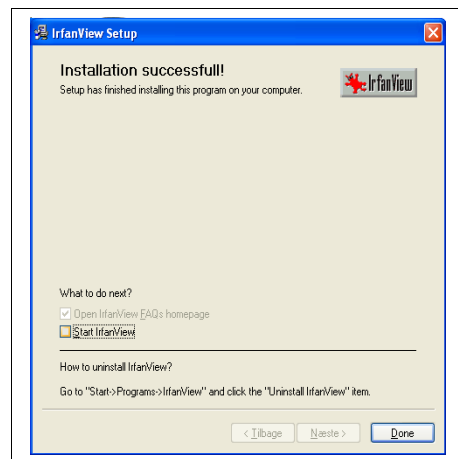 IrfanView Setup
Installation successfull!
Setup has finished installing this program on your computer.
IrfanView
What to do next?
Open IrfanView FAQs homepage
Start IrfanView
How to uninstall IrfanView?
Go to "Start->Programs->IrfanView" and click the "Uninstall IrfanView" item.
< Tilbage Næste > Done